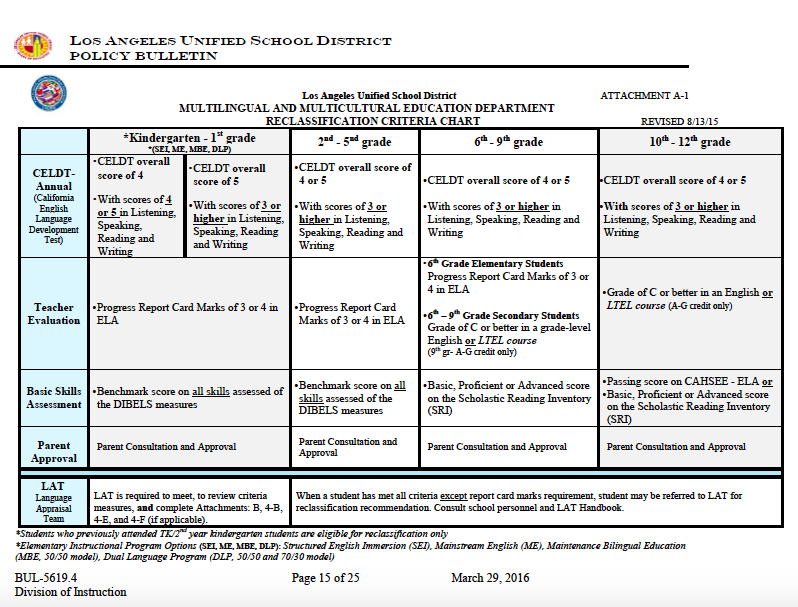 LOS ANGELES UNIFIED SCHOOL DISTRICT
POLICY BULLETIN
Los Angeles Unified School District
ATTACHMENT A-1
MULTILINGUAL AND MULTICULTURAL EDUCATION DEPARTMENT
RECLASSIFICATION CRITERIA CHART
REVISED 8/13/15
*Kindergarten - 1st grade
*(SEI, ME, MBE, DLP)
2nd - 5nd grade
6th - 9th grade
10th - 12th grade
CELDT-
Annual
(California
English
Language
Development
Test)
•CELDT overall
score of 4
•With scores of 4
or 5 in Listening,
Speaking,
Reading and
Writing
•CELDT overall
score of 5
•With scores of 3 or
higher in Listening,
Speaking, Reading
and Writing
•CELDT overall score of
4 or 5
•With scores of 3 or
higher in Listening,
Speaking, Reading and
Writing
•CELDT overall score of 4 or 5
•With scores of 3 or higher in
Listening, Speaking, Reading and
Writing
•CELDT overall score of 4 or 5
•With scores of 3 or higher in
Listening, Speaking, Reading and
Writing
Teacher
Evaluation
•Progress Report Card Marks of 3 or 4 in
ELA
•Progress Report Card
Marks of 3 or 4 in ELA
•6th Grade Elementary Students
Progress Report Card Marks of 3 or
4 in ELA
•6th – 9th Grade Secondary Students
Grade of C or better in a grade-level
English or LTEL course
(9th gr- A-G credit only)
•Grade of C or better in an English or
LTEL course (A-G credit only)
Basic Skills
Assessment
•Benchmark score on all skills assessed of
the DIBELS measures
•Benchmark score on all
skills assessed of the
DIBELS measures
•Basic, Proficient or Advanced score
on the Scholastic Reading Inventory
(SRI)
•Passing score on CAHSEE - ELA or
•Basic, Proficient or Advanced score
on the Scholastic Reading Inventory
(SRI)
Parent
Approval
Parent Consultation and Approval
Parent Consultation and
Approval
Parent Consultation and Approval
Parent Consultation and Approval
LAT
Language
Appraisal
Team
LAT is required to meet, to review criteria
measures, and complete Attachments: B, 4-B,
4-E, and 4-F (if applicable).
When a student has met all criteria except report card marks requirement, student may be referred to LAT for
reclassification recommendation. Consult school personnel and LAT Handbook.
*Students who previously attended TK/2nd year kindergarten students are eligible for reclassification only
*Elementary Instructional Program Options (SEI, ME, MBE, DLP): Structured English Immersion (SEI), Mainstream English (ME), Maintenance Bilingual Education
(MBE, 50/50 model), Dual Language Program (DLP, 50/50 and 70/30 model)
BUL-5619.4
Page 15 of 25
March 29, 2016
Division of Instruction